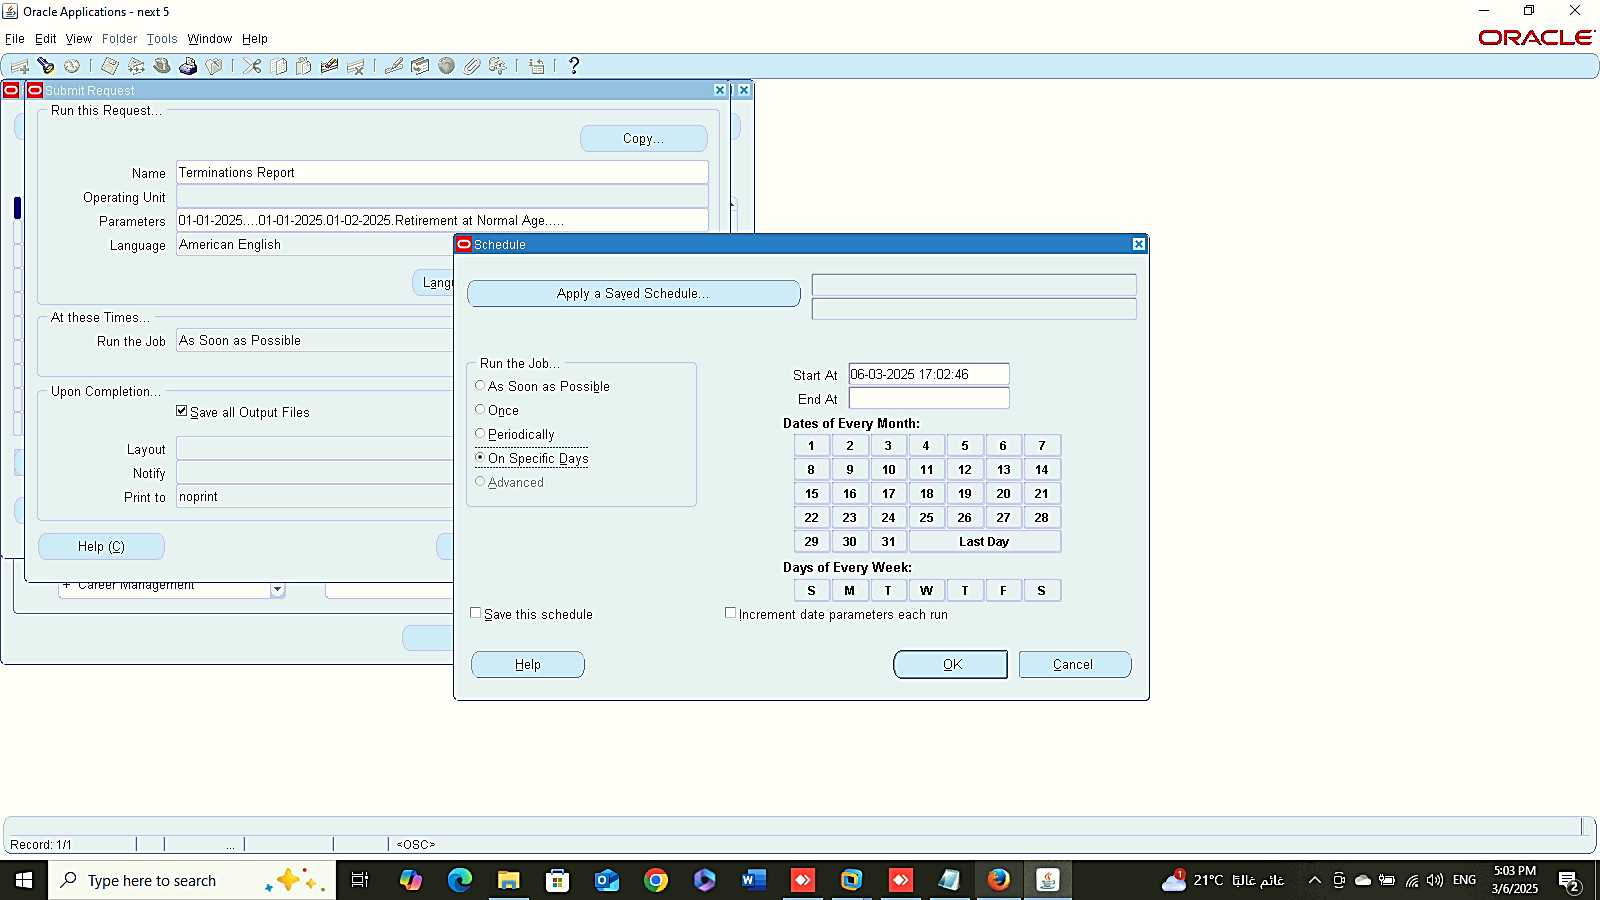 Oracle Applications - next 5
File Edit View Folder Tools Window Help
ORACLE
Submit Request
Run this Request...
Copy...
Name Terminations Report
Operating Unit
Parameters 01-01-2025....01-01-2025.01-02-2025.Retirement at Normal Age.....
Language American English
Langu
At these Times...
Run the Job As Soon as Possible
Upon Completion...
Save all Output Files
Layout
Notify
Print to noprint
Help (C)
+ Career Management
Schedule
Apply a Saved Schedule...
Run the Job...
As Soon as Possible
Once
Periodically
On Specific Days
Advanced
Start At 06-03-2025 17:02:46
End At
Dates of Every Month:
1 2 3 4 5 6 7
8 9 10 11 12 13 14
15 16 17 18 19 20 21
22 23 24 25 26 27 28
29 30 31 Last Day
Days of Every Week:
S M T W T F S
Save this schedule
Increment date parameters each run
Help OK Cancel
Record: 1/1 ... <OSC>
Type here to search
1 21°C غائم غالبًا ENG
5:03 PM
3/6/2025
2